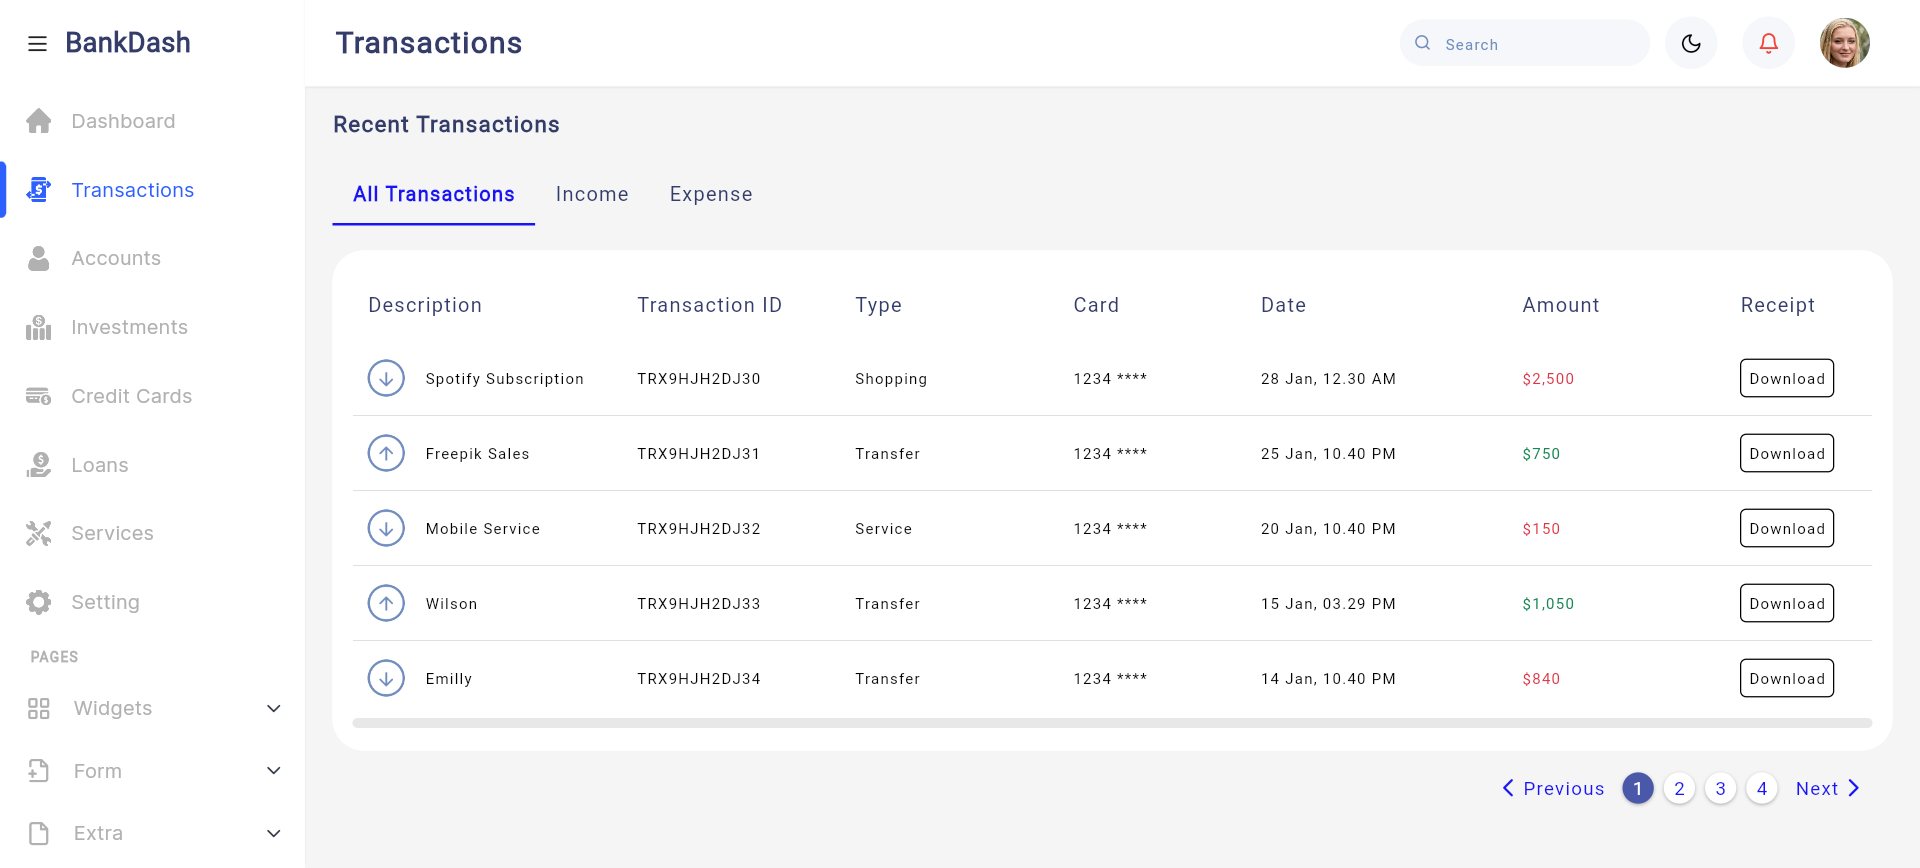 BankDash
Transactions
Search
Dashboard
Transactions
Accounts
Investments
Credit Cards
Loans
Services
Setting
PAGES
Widgets
Form
Extra
Recent Transactions
All Transactions Income Expense
Description Transaction ID Type Card Date Amount Receipt
Spotify Subscription TRX9HJH2DJ30 Shopping 1234 **** 28 Jan, 12.30 AM $2,500 Download
Freepik Sales TRX9HJH2DJ31 Transfer 1234 **** 25 Jan, 10.40 PM $750 Download
Mobile Service TRX9HJH2DJ32 Service 1234 **** 20 Jan, 10.40 PM $150 Download
Wilson TRX9HJH2DJ33 Transfer 1234 **** 15 Jan, 03.29 PM $1,050 Download
Emilly TRX9HJH2DJ34 Transfer 1234 **** 14 Jan, 10.40 PM $840 Download
Previous 1 2 3 4 Next